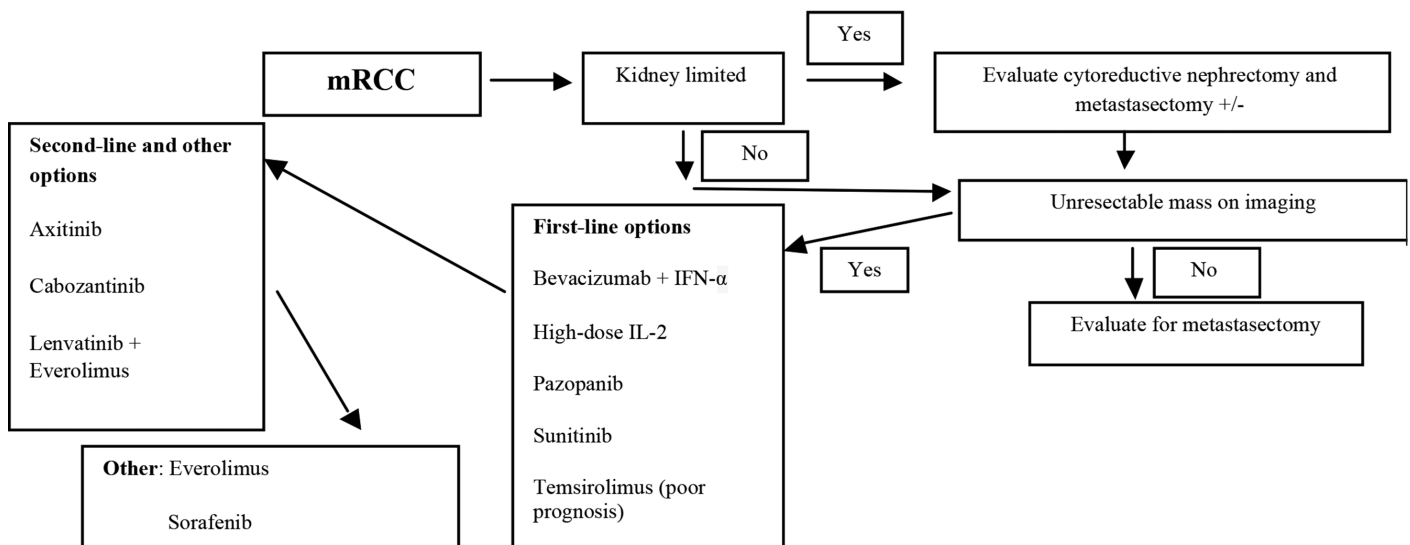 mRCC
Kidney limited
Yes
Evaluate cytoreductive nephrectomy and
metastasectomy +/-
No
Unresectable mass on imaging
Yes
No
Evaluate for metastasectomy
First-line options
Bevacizumab + IFN-α
High-dose IL-2
Pazopanib
Sunitinib
Temsirolimus (poor
prognosis)
Second-line and other
options
Axitinib
Cabozantinib
Lenvatinib +
Everolimus
Other: Everolimus
Sorafenib